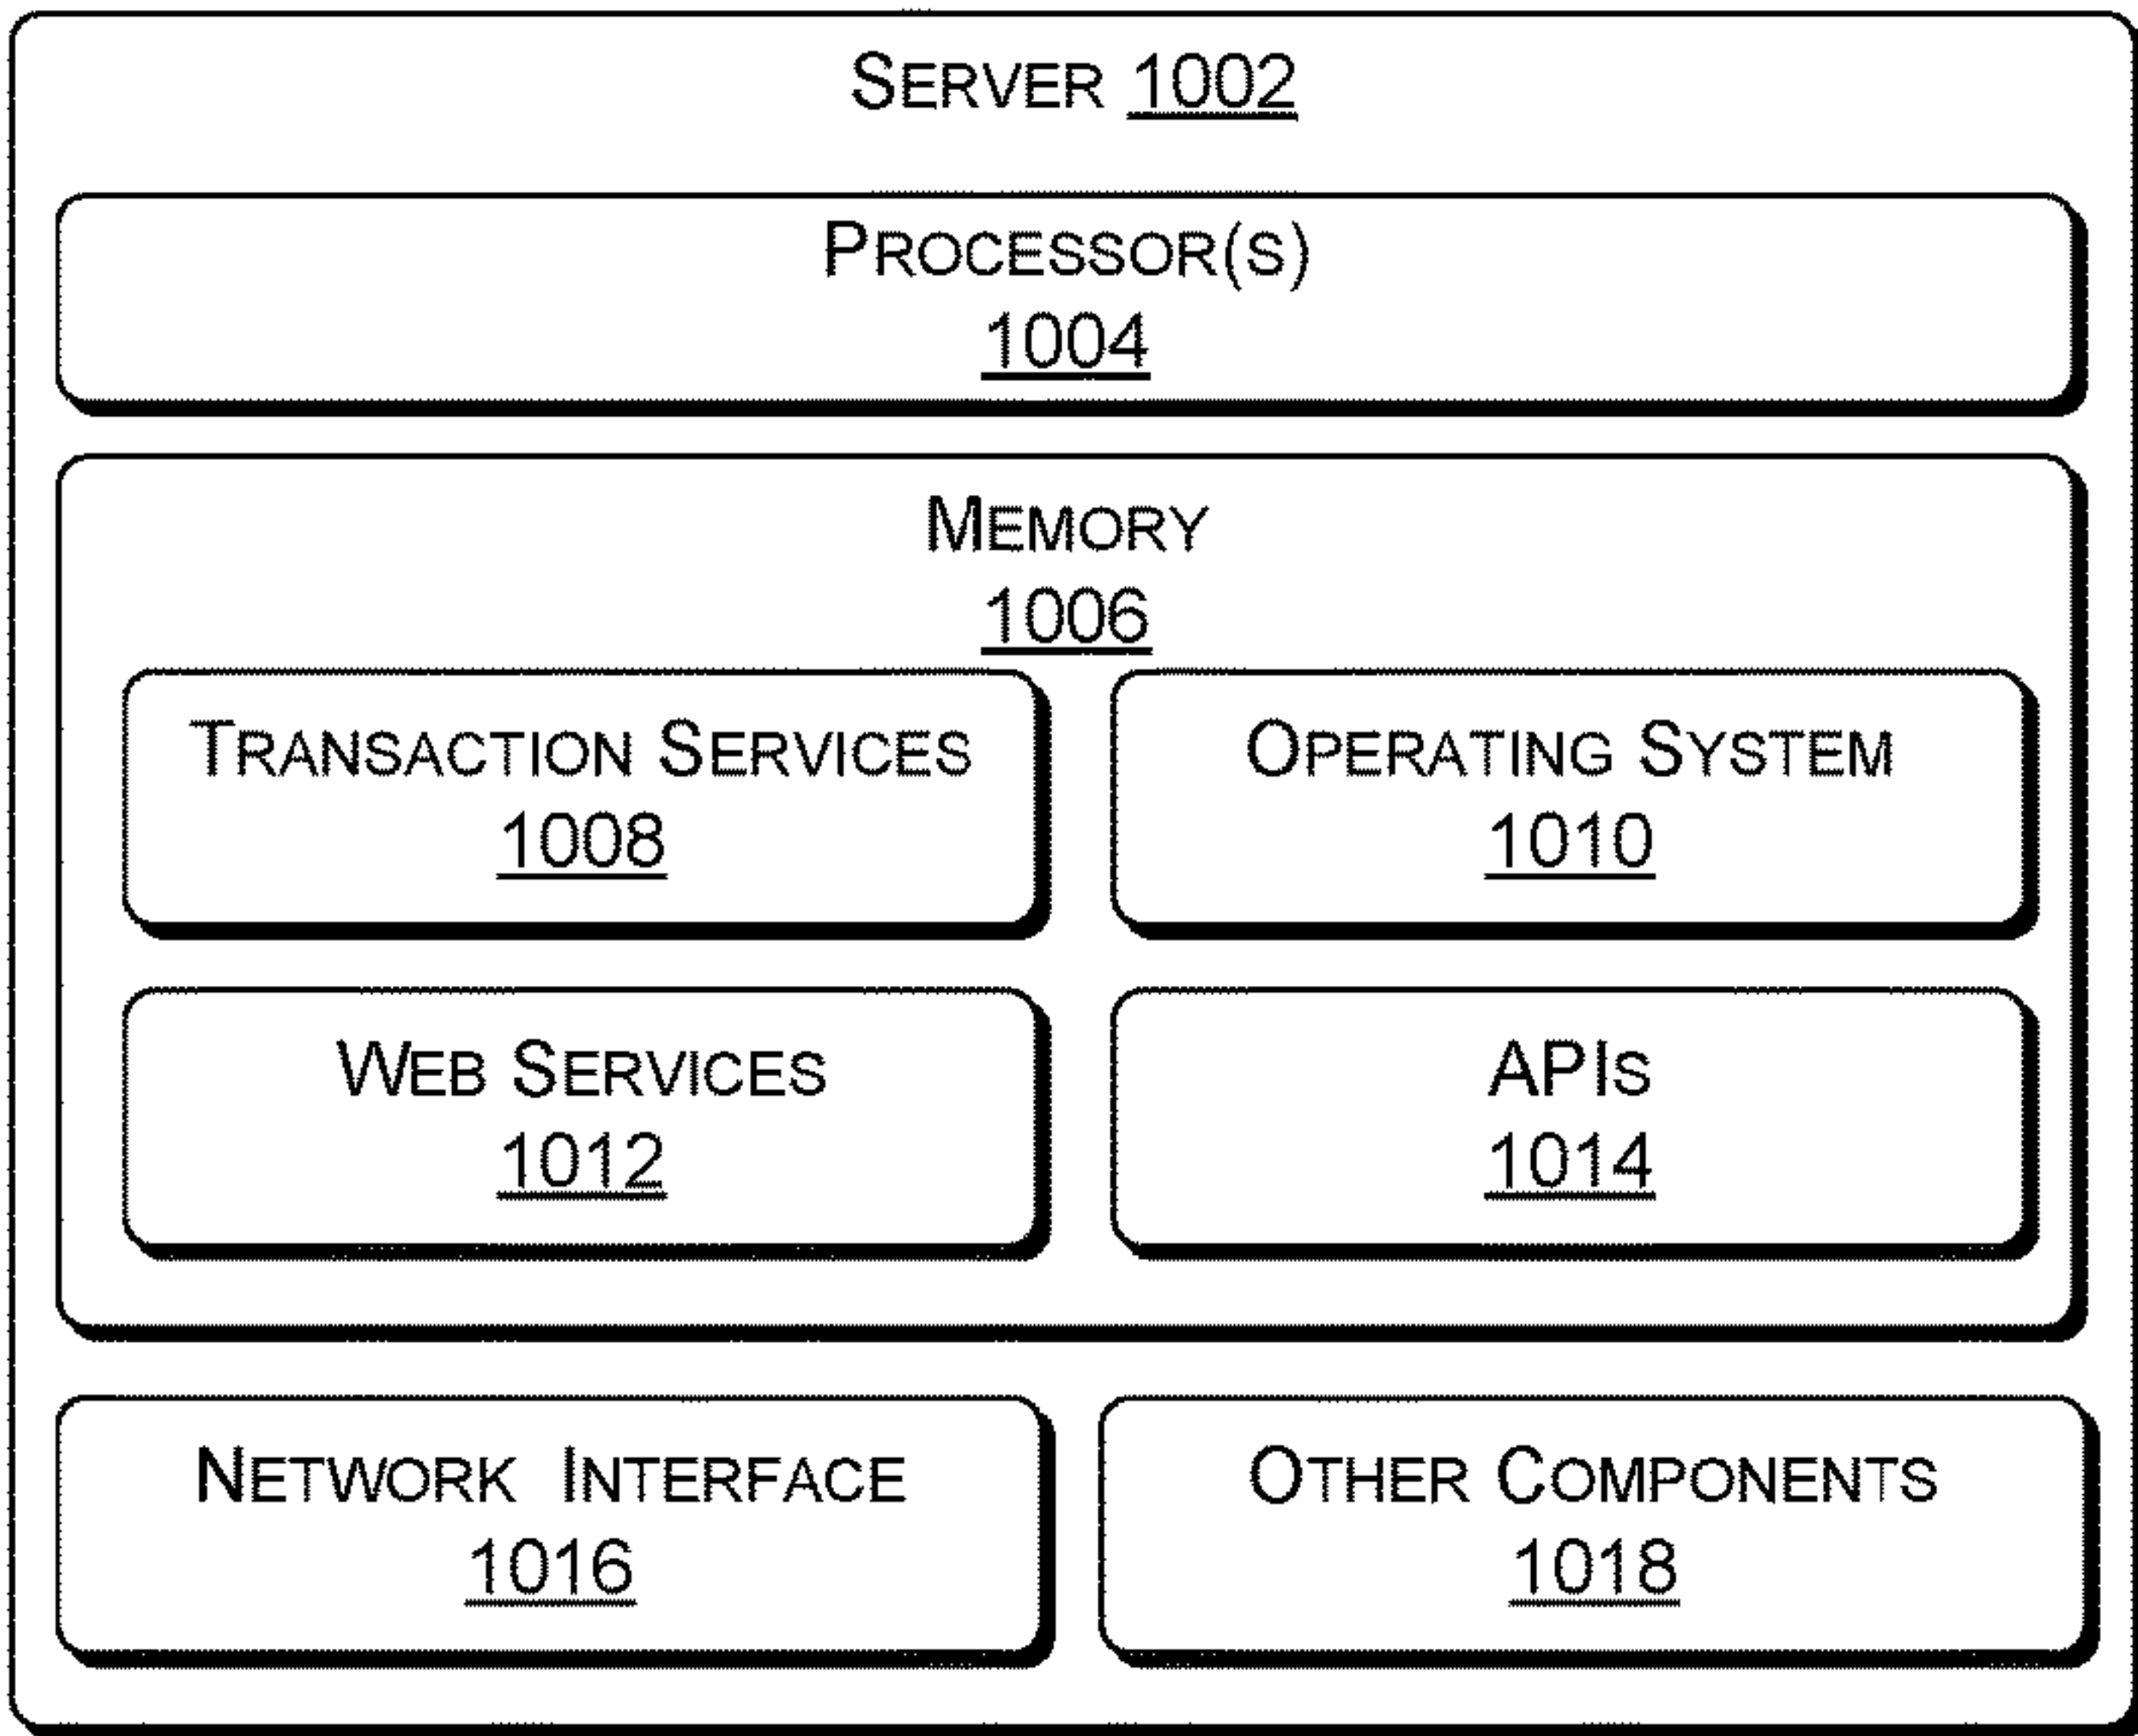 SERVER 1002
PROCESSOR(S)
1004
MEMORY
1006
TRANSACTION SERVICES
1008
OPERATING SYSTEM
1010
WEB SERVICES
1012
APIS
1014
NETWORK INTERFACE
1016
OTHER COMPONENTS
1018